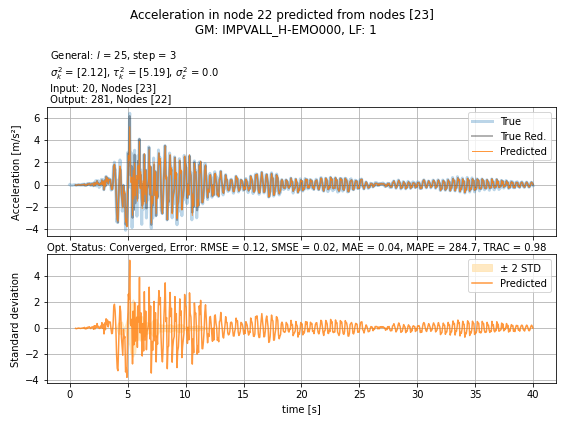 Acceleration in node 22 predicted from nodes [23]
GM: IMPVALL_H-EMO000, LF: 1
General: l = 25, step = 3
σ²ₖ = [2.12], τ²ₖ = [5.19], σ²ε = 0.0
Input: 20, Nodes [23]
Output: 281, Nodes [22]
Acceleration [m/s²]
6
4
2
0
−2
−4
True
True Red.
Predicted
Opt. Status: Converged, Error: RMSE = 0.12, SMSE = 0.02, MAE = 0.04, MAPE = 284.7, TRAC = 0.98
Standard deviation
4
2
0
−2
−4
± 2 STD
Predicted
0 5 10 15 20 25 30 35 40
time [s]